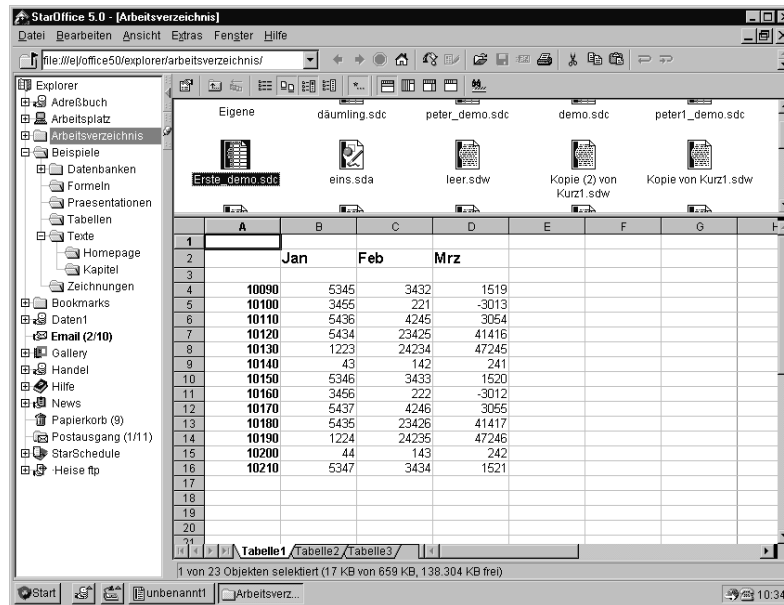 StarOffice 5.0 - [Arbeitsverzeichnis]
Datei Bearbeiten Ansicht Extras Fenster Hilfe
file:///e|/office50/explorer/arbeitsverzeichnis/
Explorer
Adreßbuch
Arbeitsplatz
Arbeitsverzeichnis
Beispiele
Datenbanken
Formeln
Praesentationen
Tabellen
Texte
Homepage
Kapitel
Zeichnungen
Bookmarks
Daten1
Email (2/10)
Gallery
Handel
Hilfe
News
Papierkorb (9)
Postausgang (1/11)
StarSchedule
Heise ftp
Eigene däumling.sdc peter_demo.sdc demo.sdc peter1_demo.sdc
Erste_demo.sdc eins.sda leer.sdw Kopie (2) von Kopie von Kurz1.sdw
Kurz1.sdw
A B C D E F G H
1
2 Jan Feb Mrz
3
4 10090 5345 3432 1519
5 10100 3455 221 -3013
6 10110 5436 4245 3054
7 10120 5434 23425 41416
8 10130 1223 24234 47245
9 10140 43 142 241
10 10150 5346 3433 1520
11 10160 3456 222 -3012
12 10170 5437 4246 3055
13 10180 5435 23426 41417
14 10190 1224 24235 47246
15 10200 44 143 242
16 10210 5347 3434 1521
17
18
19
20
21
Tabelle1 Tabelle2 Tabelle3
1 von 23 Objekten selektiert (17 KB von 659 KB, 138.304 KB frei)
Start unbenannt1 Arbeitsverz... 10:34